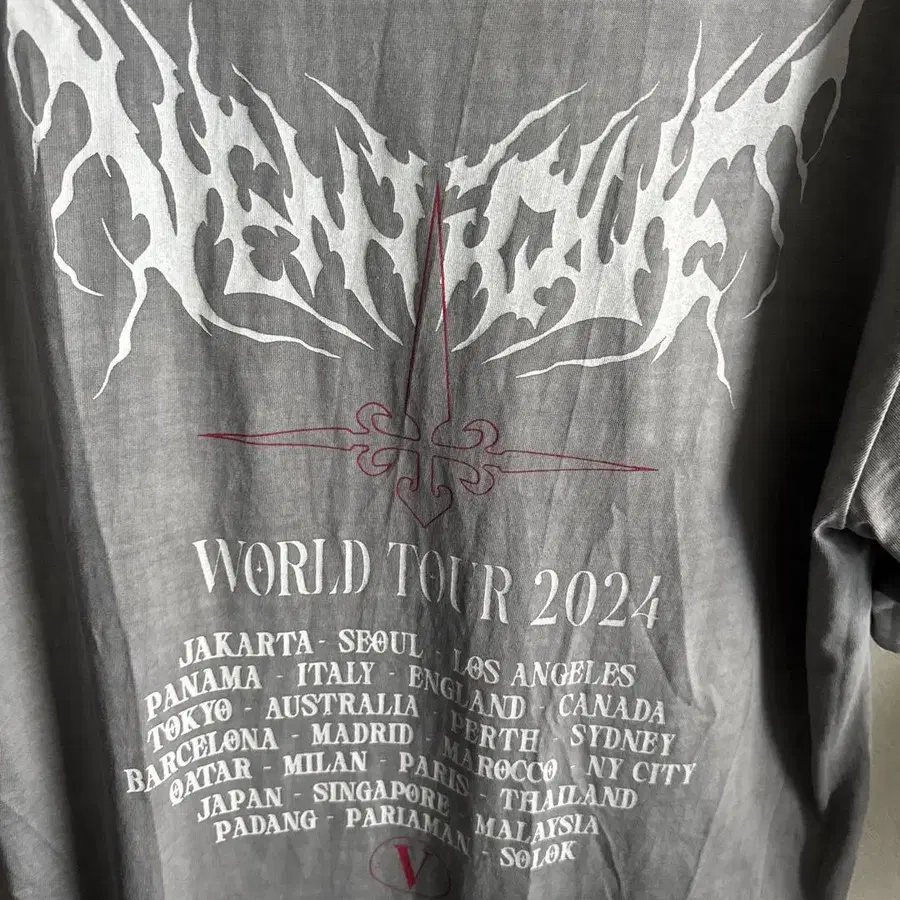 VENTIQUE
WORLD TOUR 2024
JAKARTA - SEOUL - LOS ANGELES
PANAMA - ITALY - ENGLAND - CANADA
TOKYO - AUSTRALIA - PERTH - SYDNEY
BARCELONA - MADRID - MAROCCO - NY CITY
QATAR - MILAN - PARIS - THAILAND
JAPAN - SINGAPORE - MALAYSIA
PADANG - PARIAMAN - SOLOK
V